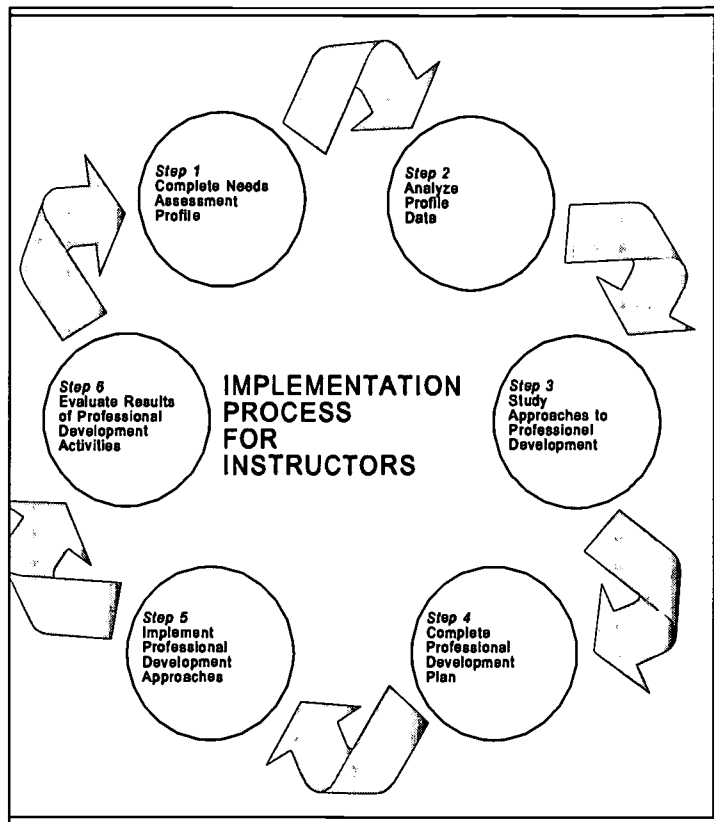 Step 1
Complete Needs
Assessment
Profile
Step 2
Analyze
Profile
Data
Step 3
Study
Approaches to
Professionel
Development
Step 4
Complete
Professional
Development
Plan
Step 5
Implement
Professional
Development
Approaches
Step 6
Evaluate Results
of Professional
Development
Activities
IMPLEMENTATION
PROCESS
FOR
INSTRUCTORS